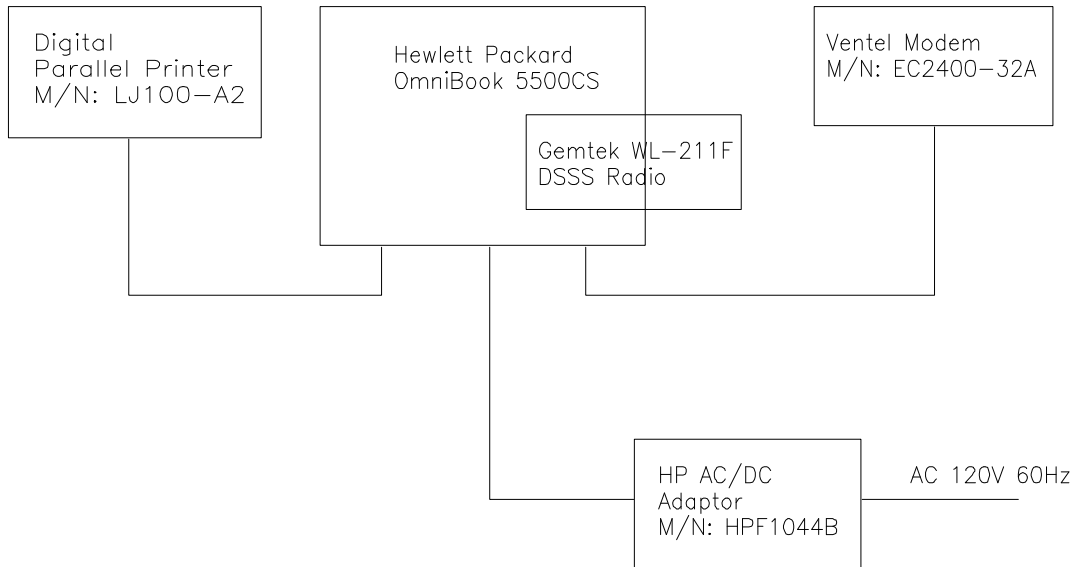 Digital
Parallel Printer
M/N: LJ100-A2
Hewlett Packard
OmniBook 5500CS
Gemtek WL-211F
DSSS Radio
Ventel Modem
M/N: EC2400-32A
HP AC/DC
Adaptor
M/N: HPF1044B
AC 120V 60Hz